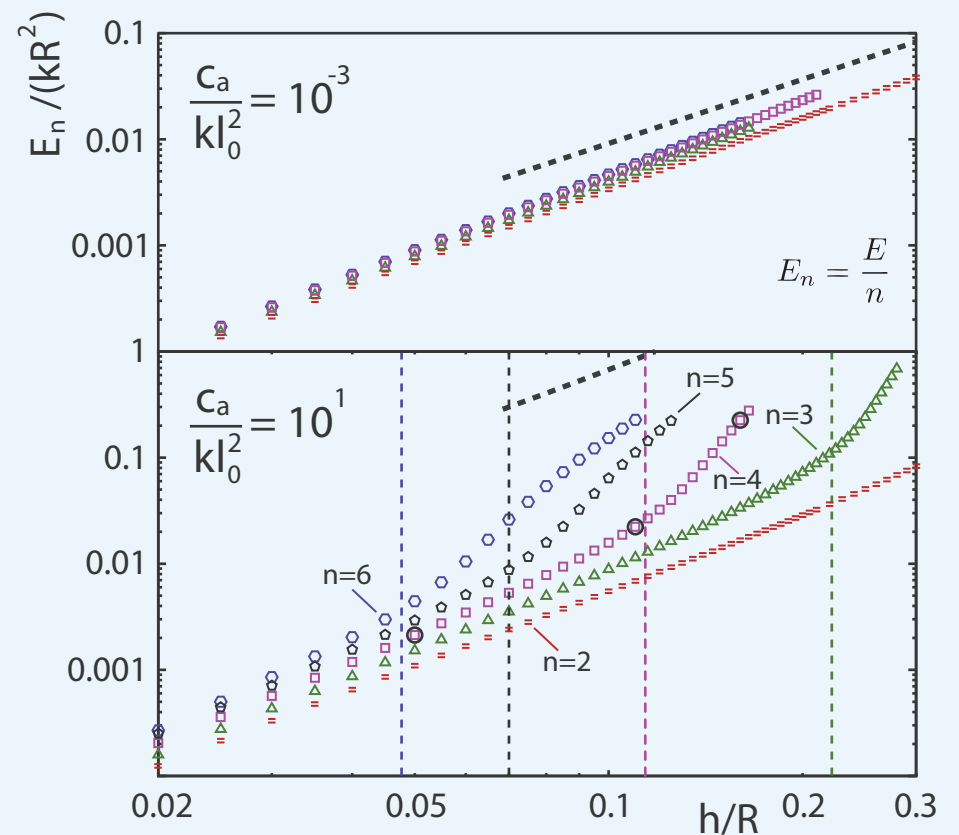 E_n /(kR^2)
0.1
0.01
0.001
c_a/kl_0^2 = 10^-3
E_n = E/n
1
0.1
0.01
0.001
c_a/kl_0^2 = 10^1
n=5
n=3
n=4
n=6
n=2
0.02 0.05 0.1 0.2 0.3
h/R